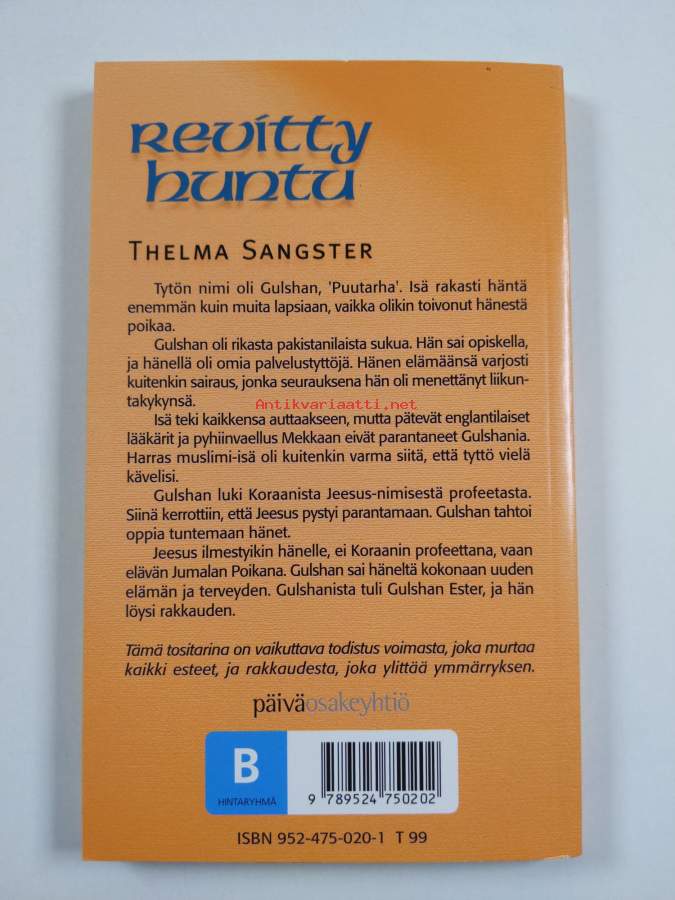 Revitty
huntu
Thelma Sangster
Tytön nimi oli Gulshan, 'Puutarha'. Isä rakasti häntä
enemmän kuin muita lapsiaan, vaikka olikin toivonut hänestä
poikaa.
Gulshan oli rikasta pakistanilaista sukua. Hän sai opiskella,
ja hänellä oli omia palvelustyttöjä. Hänen elämäänsä varjosti
kuitenkin sairaus, jonka seurauksena hän oli menettänyt liikun-
takykynsä.
Antikvariaatti.net
Isä teki kaikkensa auttaakseen, mutta pätevät englantilaiset
lääkärit ja pyhiinvaellus Mekkaan eivät parantaneet Gulshania.
Harras muslimi-isä oli kuitenkin varma siitä, että tyttö vielä
kävelisi.
Gulshan luki Koraanista Jeesus-nimisestä profeetasta.
Siinä kerrottiin, että Jeesus pystyi parantamaan. Gulshan tahtoi
oppia tuntemaan hänet.
Jeesus ilmestyikin hänelle, ei Koraanin profeettana, vaan
elävän Jumalan Poikana. Gulshan sai häneltä kokonaan uuden
elämän ja terveyden. Gulshanista tuli Gulshan Ester, ja hän
löysi rakkauden.
Tämä tositarina on vaikuttava todistus voimasta, joka murtaa
kaikki esteet, ja rakkaudesta, joka ylittää ymmärryksen.
päiväosakeyhtiö
B
HINTARYHMÄ
9 789524 750202
ISBN 952-475-020-1 T 99